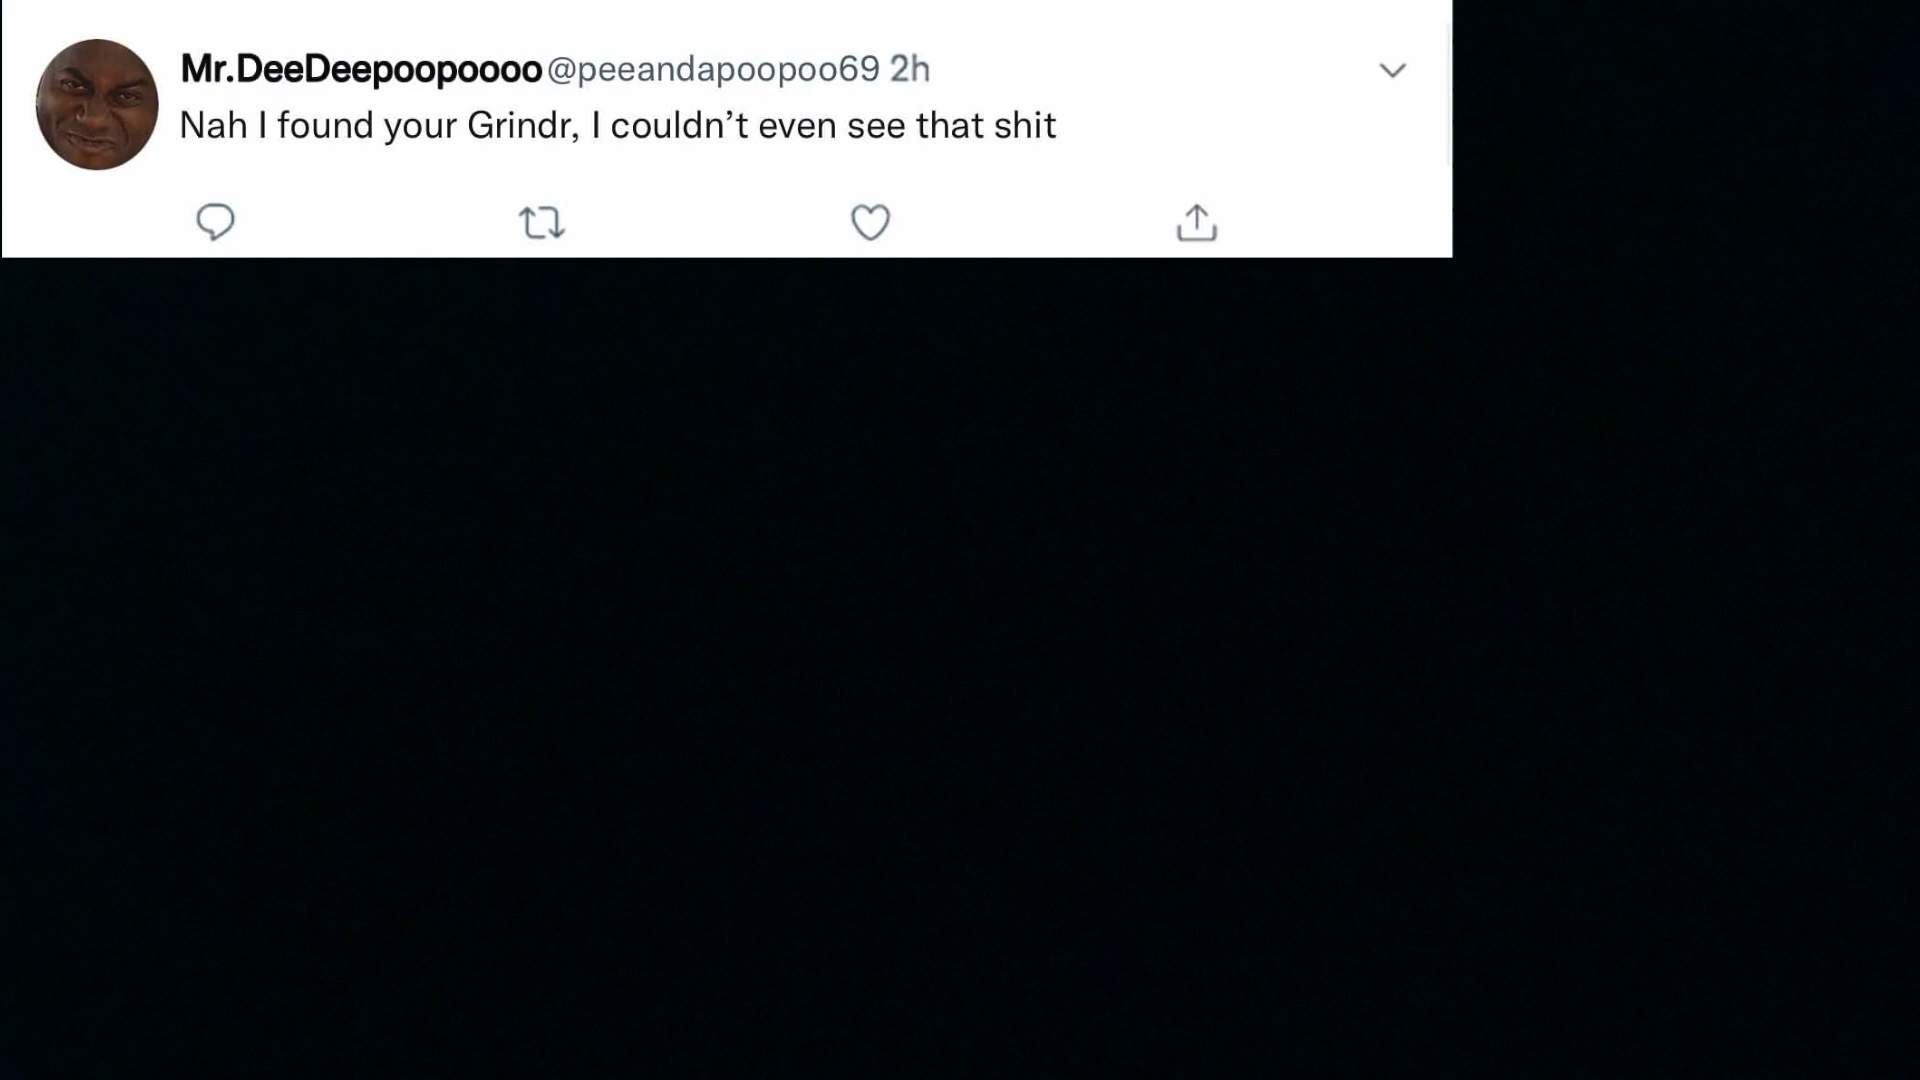 Mr.DeeDeepoopoooo @peeandapoopoo69 2h
Nah I found your Grindr, I couldn’t even see that shit